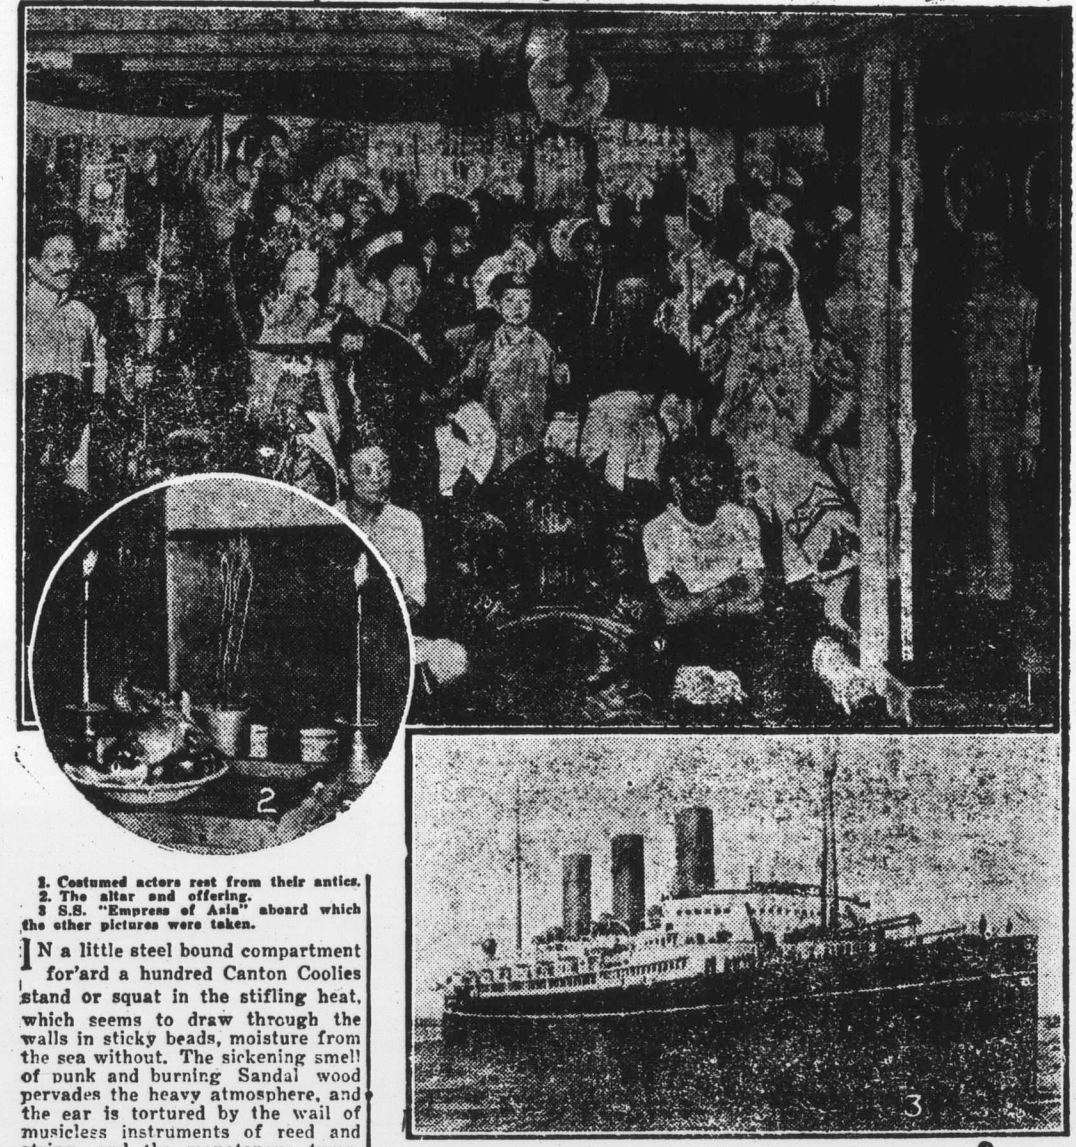 1. Costumed actors rest from their antics.
2. The altar and offering.
3 S.S. "Empress of Asia" aboard which
the other pictures were taken.
IN a little steel bound compartment
for'ard a hundred Canton Coolies
stand or squat in the stifling heat,
which seems to draw through the
walls in sticky beads, moisture from
the sea without. The sickening smell
of punk and burning Sandal wood
pervades the heavy atmosphere, and
the ear is tortured by the wail of
musicless instruments of reed and
2
3